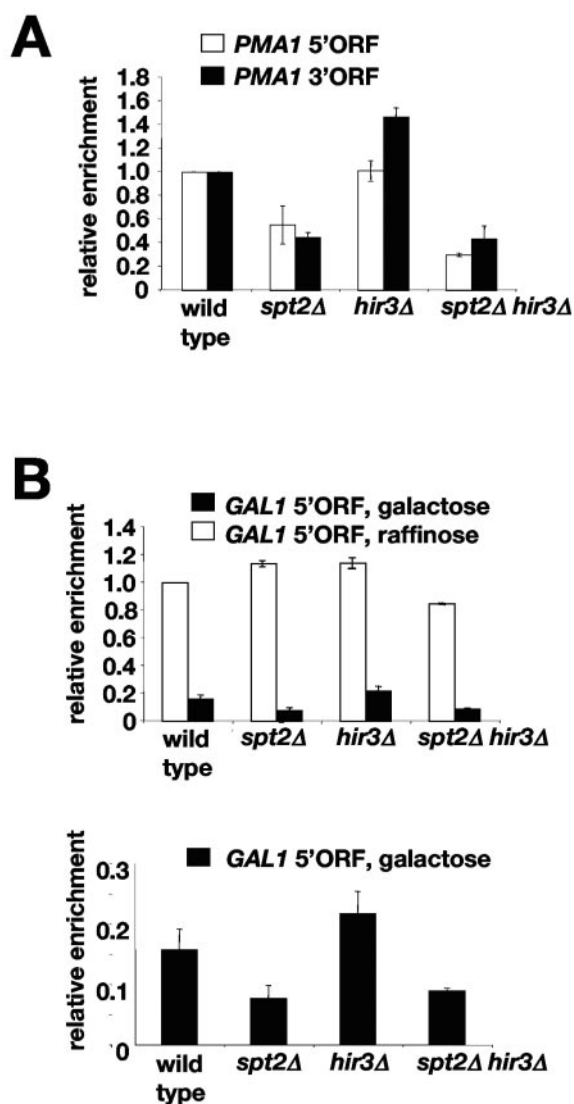 A
PMA1 5'ORF
PMA1 3'ORF
relative enrichment
1.8
1.6
1.4
1.2
1.0
0.8
0.6
0.4
0.2
0
wild type
spt2Δ
hir3Δ
spt2Δ hir3Δ
B
GAL1 5'ORF, galactose
GAL1 5'ORF, raffinose
relative enrichment
1.4
1.2
1.0
0.8
0.6
0.4
0.2
0
wild type
spt2Δ
hir3Δ
spt2Δ hir3Δ
GAL1 5'ORF, galactose
relative enrichment
0.3
0.2
0.1
0
wild type
spt2Δ
hir3Δ
spt2Δ hir3Δ